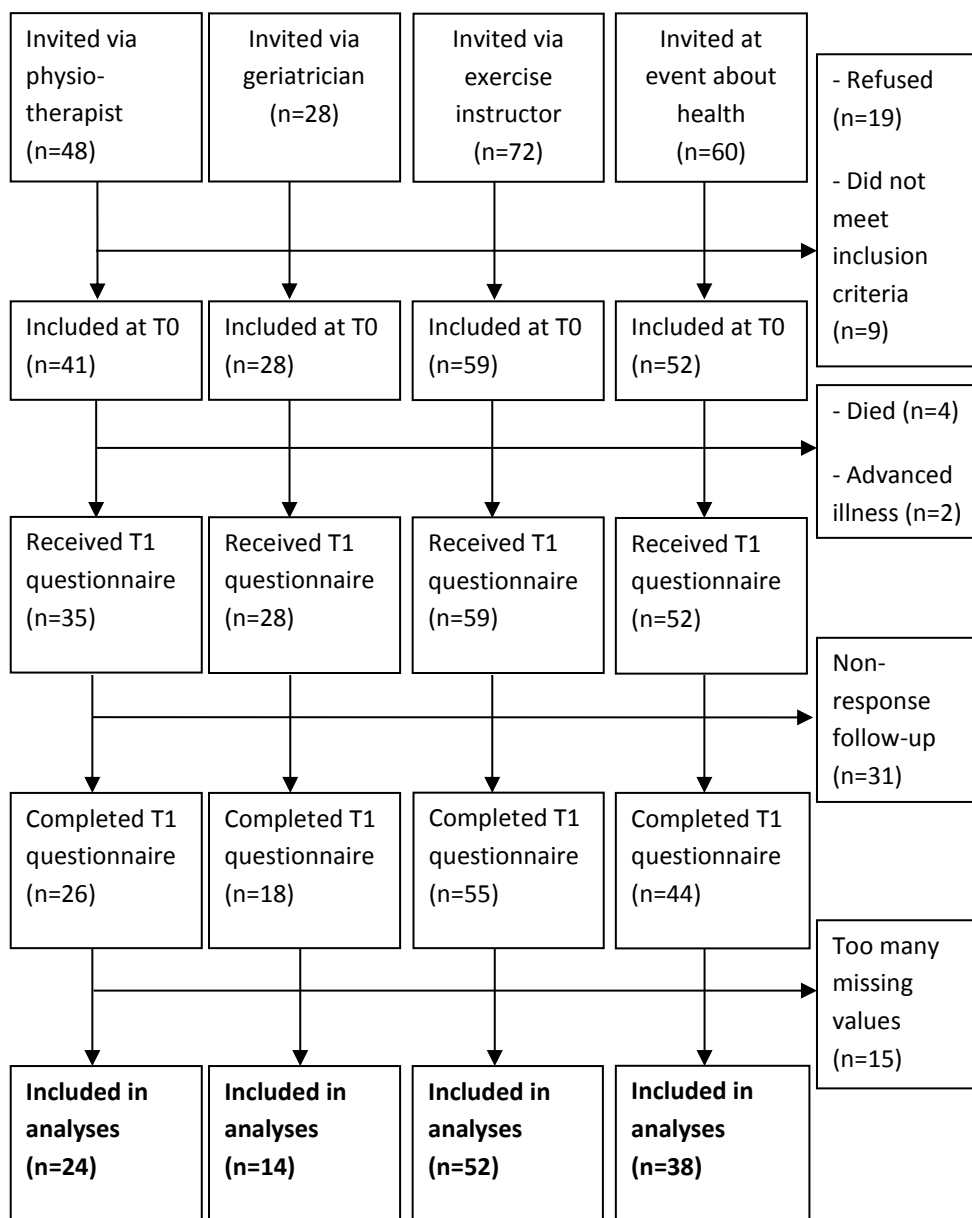 Invited via
physio-
therapist
(n=48)
Invited via
geriatrician
(n=28)
Invited via
exercise
instructor
(n=72)
Invited at
event about
health
(n=60)
- Refused
(n=19)
- Did not
meet
inclusion
criteria
(n=9)
Included at T0
(n=41)
Included at T0
(n=28)
Included at T0
(n=59)
Included at T0
(n=52)
- Died (n=4)
- Advanced
illness (n=2)
Received T1
questionnaire
(n=35)
Received T1
questionnaire
(n=28)
Received T1
questionnaire
(n=59)
Received T1
questionnaire
(n=52)
Non-
response
follow-up
(n=31)
Completed T1
questionnaire
(n=26)
Completed T1
questionnaire
(n=18)
Completed T1
questionnaire
(n=55)
Completed T1
questionnaire
(n=44)
Too many
missing
values
(n=15)
Included in
analyses
(n=24)
Included in
analyses
(n=14)
Included in
analyses
(n=52)
Included in
analyses
(n=38)